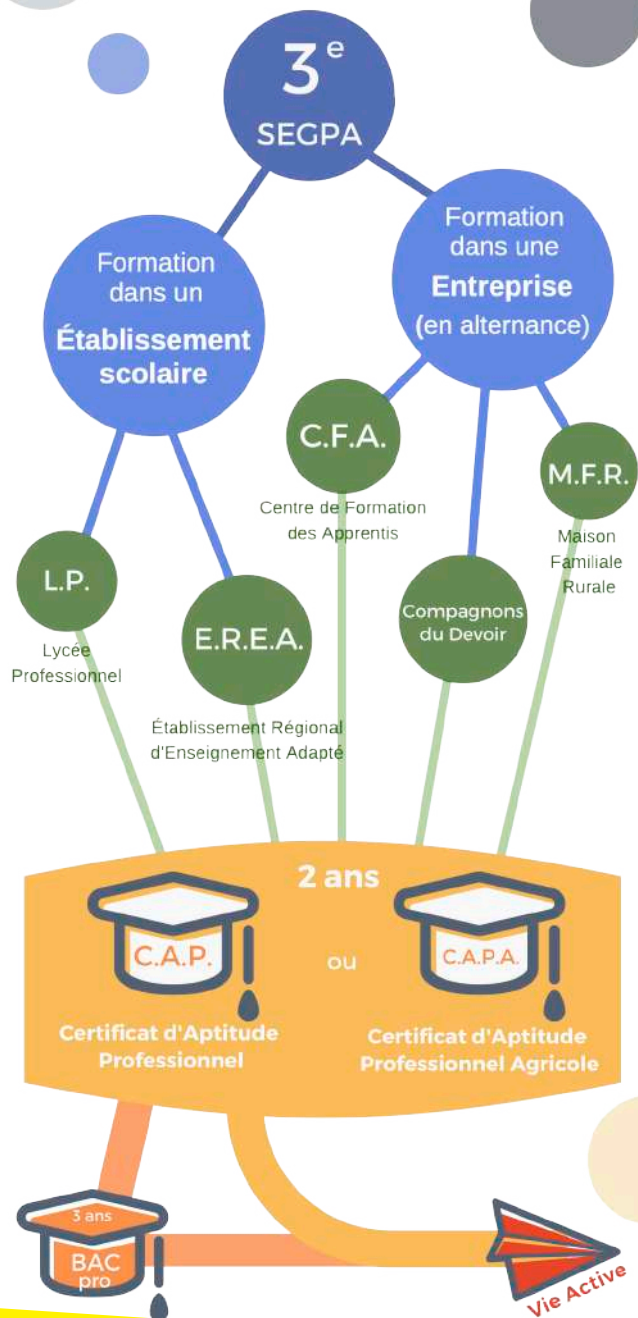 3e
SEGPA
Formation
dans un
Établissement
scolaire
Formation
dans une
Entreprise
(en alternance)
C.F.A.
Centre de Formation
des Apprentis
M.F.R.
Maison
Familiale
Rurale
L.P.
Lycée
Professionnel
E.R.E.A.
Établissement Régional
d'Enseignement Adapté
Compagnons
du Devoir
2 ans
C.A.P.
ou
C.A.P.A.
Certificat d'Aptitude
Professionnel
Certificat d'Aptitude
Professionnel Agricole
3 ans
BAC
pro
Vie Active